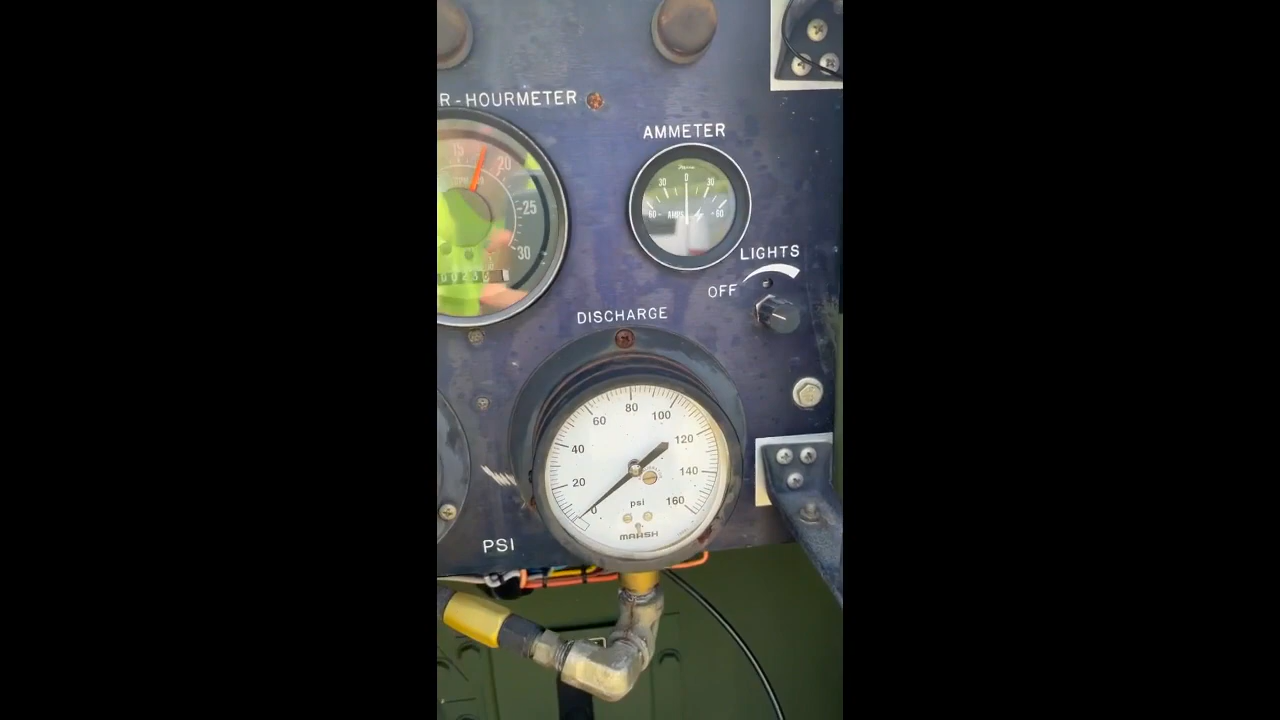 R-HOURMETER
15
20
25
30
AMMETER
30 0 30
60 - AMPS + 60
LIGHTS
OFF
DISCHARGE
80
60 100
40 120
20 140
0 psi 160
MARSH
PSI